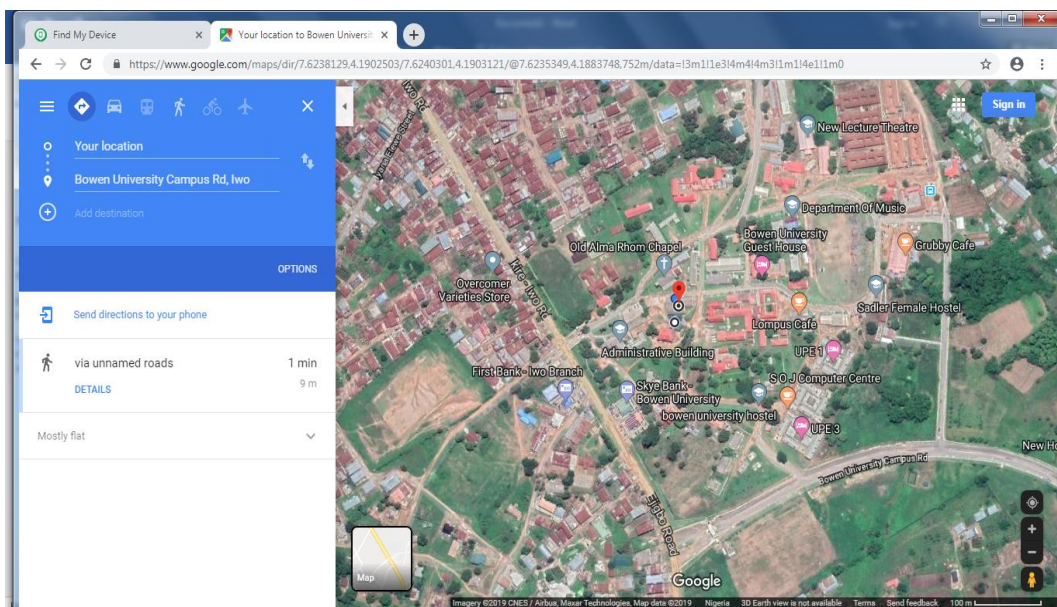 Find My Device
Your location to Bowen Universit
https://www.google.com/maps/dir/7.6238129,4.1902503/7.6240301,4.1903121/@7.6235349,4.1883748,752m/data=!3m1!1e3!4m4!4m3!1m1!4e1!1m0
Your location
Bowen University Campus Rd, Iwo
Add destination
OPTIONS
Send directions to your phone
via unnamed roads
1 min
DETAILS
9 m
Mostly flat
Sign in
Iwo Rd
New Lecture Theatre
Department Of Music
Bowen University
Guest House
Old Alma Rhom Chapel
Grubby Cafe
Overcomer
Varieties Store
Ikire - Iwo Rd
Sadler Female Hostel
Lompus Cafe
Administrative Building
UPE 1
First Bank - Iwo Branch
S O J Computer Centre
Skye Bank-
Bowen University
bowen university hostel
UPE 3
New Ho
Bowen University Campus Rd
Ejigbo Road
Map
Google
Imagery ©2019 CNES / Airbus, Maxar Technologies, Map data ©2019
Nigeria
3D Earth view is not available
Terms
Send feedback
100 m